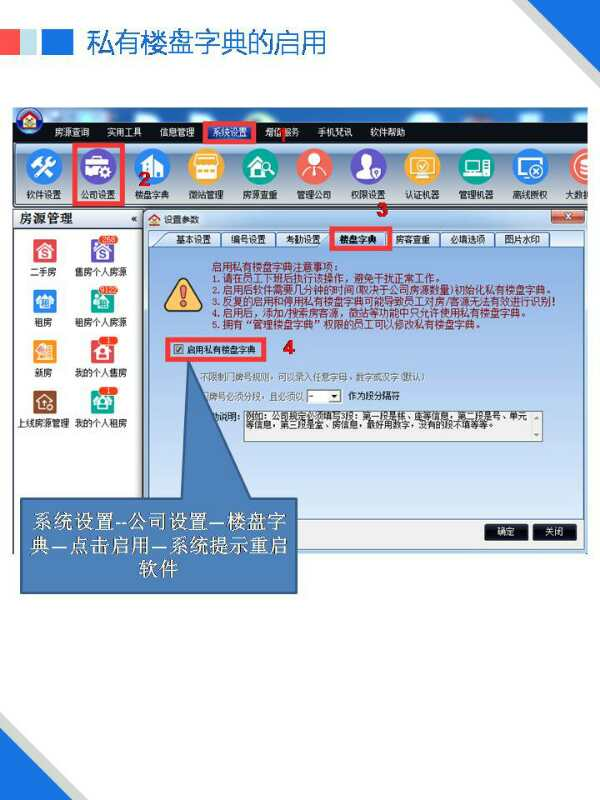 私有楼盘字典的启用
房源查询 实用工具 信息管理 系统设置 增值服务 手机梵讯 软件帮助
1
软件设置 公司设置 楼盘字典 微站管理 房源查重 管理公司 权限设置 认证机器 管理机器 离线授权
2
3
房源管理 «
设置参数
基本设置 编号设置 考勤设置 楼盘字典 房客查重 必填选项 图片水印
启用私有楼盘字典注意事项:
1. 请在员工下班后执行该操作，避免干扰正常工作。
2. 启用后软件需要几分钟的时间(取决于公司房源数量)初始化私有楼盘字典。
3. 反复的启用和停用私有楼盘字典可能导致员工对房/客源无法有效进行识别!
4. 启用后，添加/搜索房客源，微站等功能中只允许使用私有楼盘字典。
5. 拥有“管理楼盘字典”权限的员工可以修改私有楼盘字典。
启用私有楼盘字典
4
不限制门牌号规则，可以录入任意字母，数字或汉字(默认)
门牌号必须分段，且必须以 - 作为段分隔符
助说明: 例如: 公司规定必须填写3段: 第一段是栋、座等信息，第二段是号、单元
等信息，第三段是室、房信息，最好用数字，没有的段不填等等。
确定 关闭
二手房 售房个人房源
租房 9122 租房个人房源
新房 1 我的个人售房
上线房源管理 1 我的个人租房
系统设置--公司设置—楼盘字
典—点击启用—系统提示重启
软件